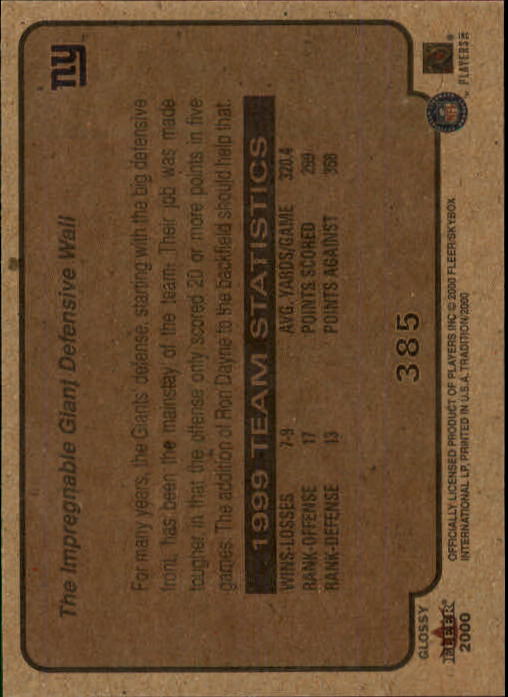 ny
The Impregnable Giant Defensive Wall
For many years, the Giants' defense, starting with the big defensive
front, has been the mainstay of the team. Their job was made
tougher in that the offense only scored 20 or more points in five
games. The addition of Ron Dayne to the backfield should help that.
1999 TEAM STATISTICS
WINS-LOSSES 7-9 AVG. YARDS/GAME 320.4
RANK-OFFENSE 17 POINTS SCORED 299
RANK-DEFENSE 13 POINTS AGAINST 358
385
GLOSSY
FLEER
2000
OFFICIALLY LICENSED PRODUCT OF PLAYERS INC © 2000 FLEER/SKYBOX
INTERNATIONAL LP, PRINTED IN U.S.A. TRADITION/2000
NFL
PLAYERS INC